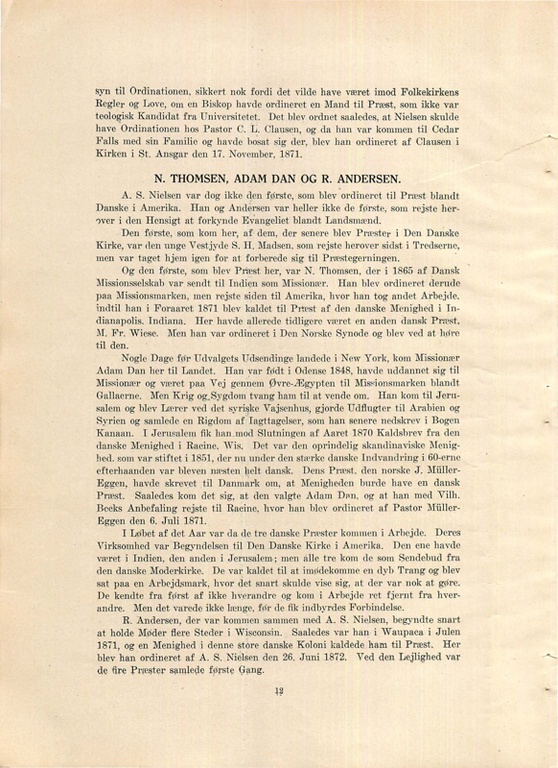 syn til Ordinationen, sikkert nok fordi det vilde have været imod Folkekirkens
Regler og Love, om en Biskop havde ordineret en Mand til Præst, som ikke var
teologisk Kandidat fra Universitetet. Det blev ordnet saaledes, at Nielsen skulde
have Ordinationen hos Pastor C. L. Clausen, og da han var kommen til Cedar
Falls med sin Familie og havde bosat sig der, blev han ordineret af Clausen i
Kirken i St. Ansgar den 17. November, 1871.
N. THOMSEN, ADAM DAN OG R. ANDERSEN.
A. S. Nielsen var dog ikke den første, som blev ordineret til Præst blandt
Danske i Amerika. Han og Andersen var heller ikke de første, som rejste her-
over i den Hensigt at forkynde Evangeliet blandt Landsmænd.
Den første, som kom her, af dem, der senere blev Præster i Den Danske
Kirke, var den unge Vestjyde S. H. Madsen, som rejste herover sidst i Tredserne,
men var taget hjem igen for at forberede sig til Præstegerningen.
Og den første, som blev Præst her, var N. Thomsen, der i 1865 af Dansk
Missionsselskab var sendt til Indien som Missionær. Han blev ordineret derude
paa Missionsmarken, men rejste siden til Amerika, hvor han tog andet Arbejde,
indtil han i Foraaret 1871 blev kaldet til Præst af den danske Menighed i In-
dianapolis, Indiana. Her havde allerede tidligere været en anden dansk Præst,
M. Fr. Wiese. Men han var ordineret i Den Norske Synode og blev ved at høre
til den.
Nogle Dage før Udvalgets Udsendinge landede i New York, kom Missionær
Adam Dan her til Landet. Han var født i Odense 1848, havde uddannet sig til
Missionær og været paa Vej gennem Øvre-Ægypten til Missionsmarken blandt
Gallaerne. Men Krig og Sygdom tvang ham til at vende om. Han kom til Jeru-
salem og blev Lærer ved det syriske Vajsenhus, gjorde Udflugter til Arabien og
Syrien og samlede en Rigdom af Iagttagelser, som han senere nedskrev i Bogen
Kanaan. I Jerusalem fik han mod Slutningen af Aaret 1870 Kaldsbrev fra den
danske Menighed i Racine, Wis. Det var den oprindelig skandinaviske Menig-
hed, som var stiftet i 1851, der nu under den stærke danske Indvandring i 60-erne
efterhaanden var bleven næsten helt dansk. Dens Præst, den norske J. Müller-
Eggen, havde skrevet til Danmark om, at Menigheden burde have en dansk
Præst. Saaledes kom det sig, at den valgte Adam Dan, og at han med Vilh.
Becks Anbefaling rejste til Racine, hvor han blev ordineret af Pastor Müller-
Eggen den 6. Juli 1871.
I Løbet af det Aar var da de tre danske Præster kommen i Arbejde. Deres
Virksomhed var Begyndelsen til Den Danske Kirke i Amerika. Den ene havde
været i Indien, den anden i Jerusalem; men alle tre kom de som Sendebud fra
den danske Moderkirke. De var kaldet til at imødekomme en dyb Trang og blev
sat paa en Arbejdsmark, hvor det snart skulde vise sig, at der var nok at gøre.
De kendte fra først af ikke hverandre og kom i Arbejde ret fjernt fra hver-
andre. Men det varede ikke længe, før de fik indbyrdes Forbindelse.
R. Andersen, der var kommen sammen med A. S. Nielsen, begyndte snart
at holde Møder flere Steder i Wisconsin. Saaledes var han i Waupaca i Julen
1871, og en Menighed i denne store danske Koloni kaldede ham til Præst. Her
blev han ordineret af A. S. Nielsen den 26. Juni 1872. Ved den Lejlighed var
de fire Præster samlede første Gang.
12